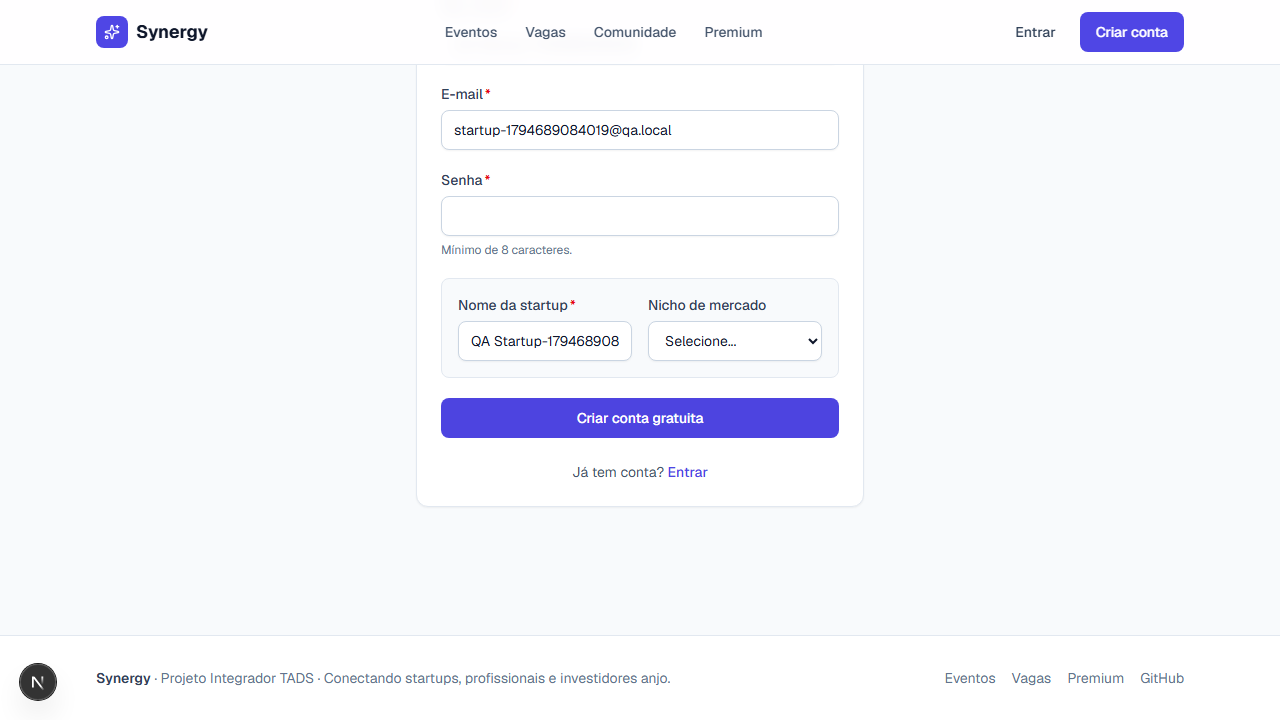 Synergy
Eventos Vagas Comunidade Premium
Entrar
Criar conta
E-mail*
startup-1794689084019@qa.local
Senha*
Mínimo de 8 caracteres.
Nome da startup* Nicho de mercado
QA Startup-179468908 Selecione...
Criar conta gratuita
Já tem conta? Entrar
N
Synergy · Projeto Integrador TADS · Conectando startups, profissionais e investidores anjo.
Eventos Vagas Premium GitHub